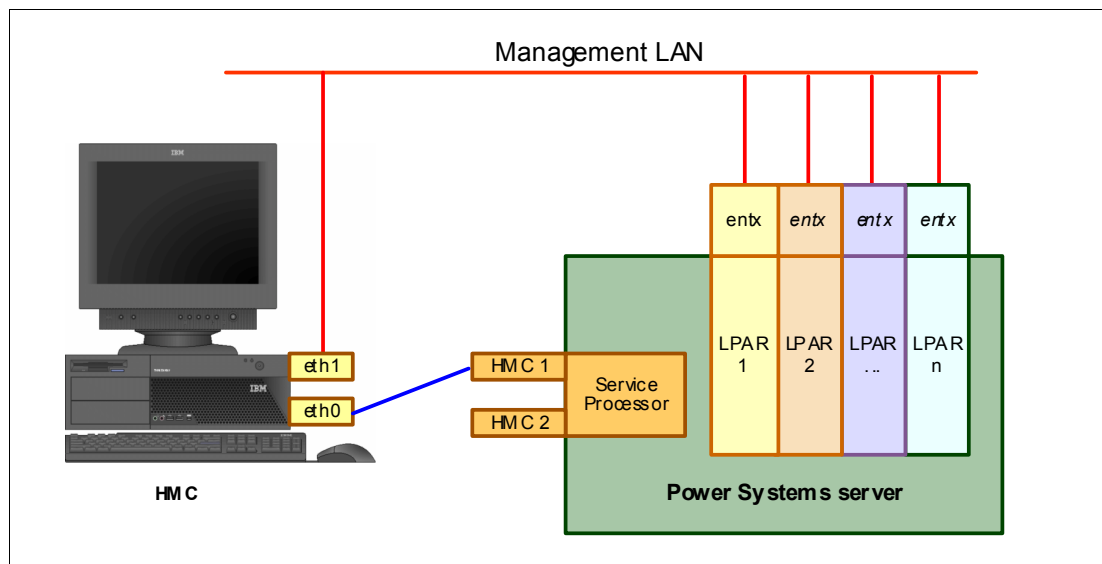 Management LAN
IBM
eth1
eth0
IBM
HMC
HMC 1
HMC 2
Service
Processor
entx
entx
entx
entx
LPAR
1
LPAR
2
LPAR
...
LPAR
n
Power Systems server